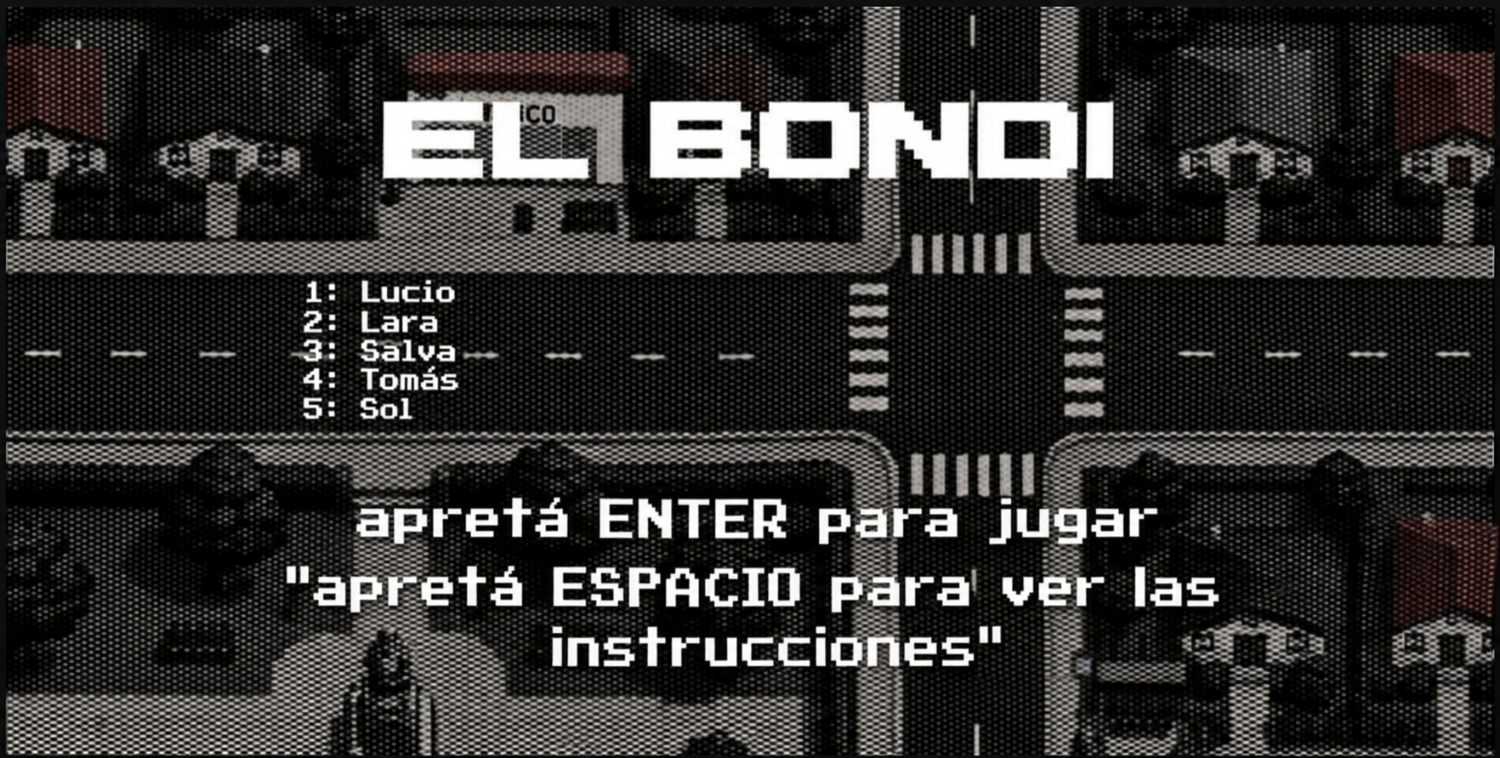 EL BONDI
1: Lucio
2: Lara
3: Salva
4: Tomás
5: Sol
apretá ENTER para jugar
"apretá ESPACIO para ver las
instrucciones"